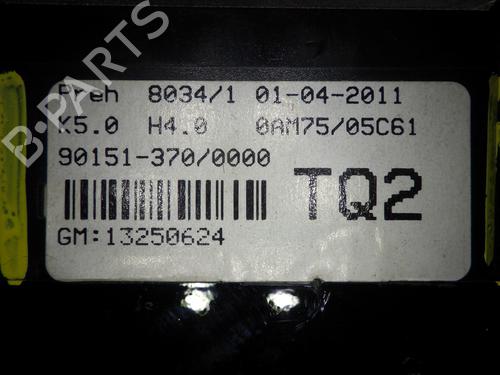 B-PARTS
Preh 8034/1 01-04-2011
K5.0 H4.0 0AM75/05C61
90151-370/0000
TQ2
GM:13250624